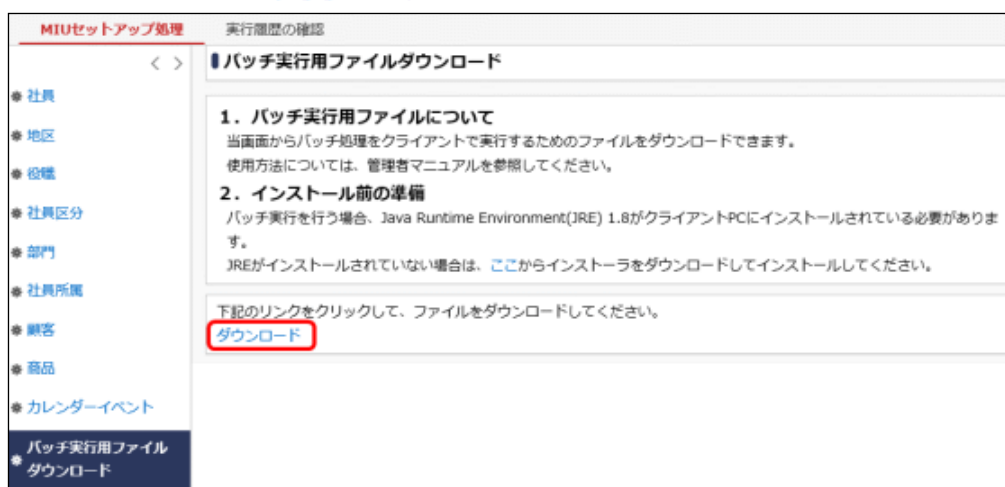 MIUセットアップ処理 実行履歴の確認
< >
バッチ実行用ファイルダウンロード
社員
地区
役職
社員区分
部門
社員所属
顧客
商品
カレンダーイベント
バッチ実行用ファイル
ダウンロード
1. バッチ実行用ファイルについて
当画面からバッチ処理をクライアントで実行するためのファイルをダウンロードできます。
使用方法については、管理者マニュアルを参照してください。
2. インストール前の準備
バッチ実行を行う場合、Java Runtime Environment(JRE) 1.8がクライアントPCにインストールされている必要がありま
す。
JREがインストールされていない場合は、ここからインストーラをダウンロードしてインストールしてください。
下記のリンクをクリックして、ファイルをダウンロードしてください。
ダウンロード